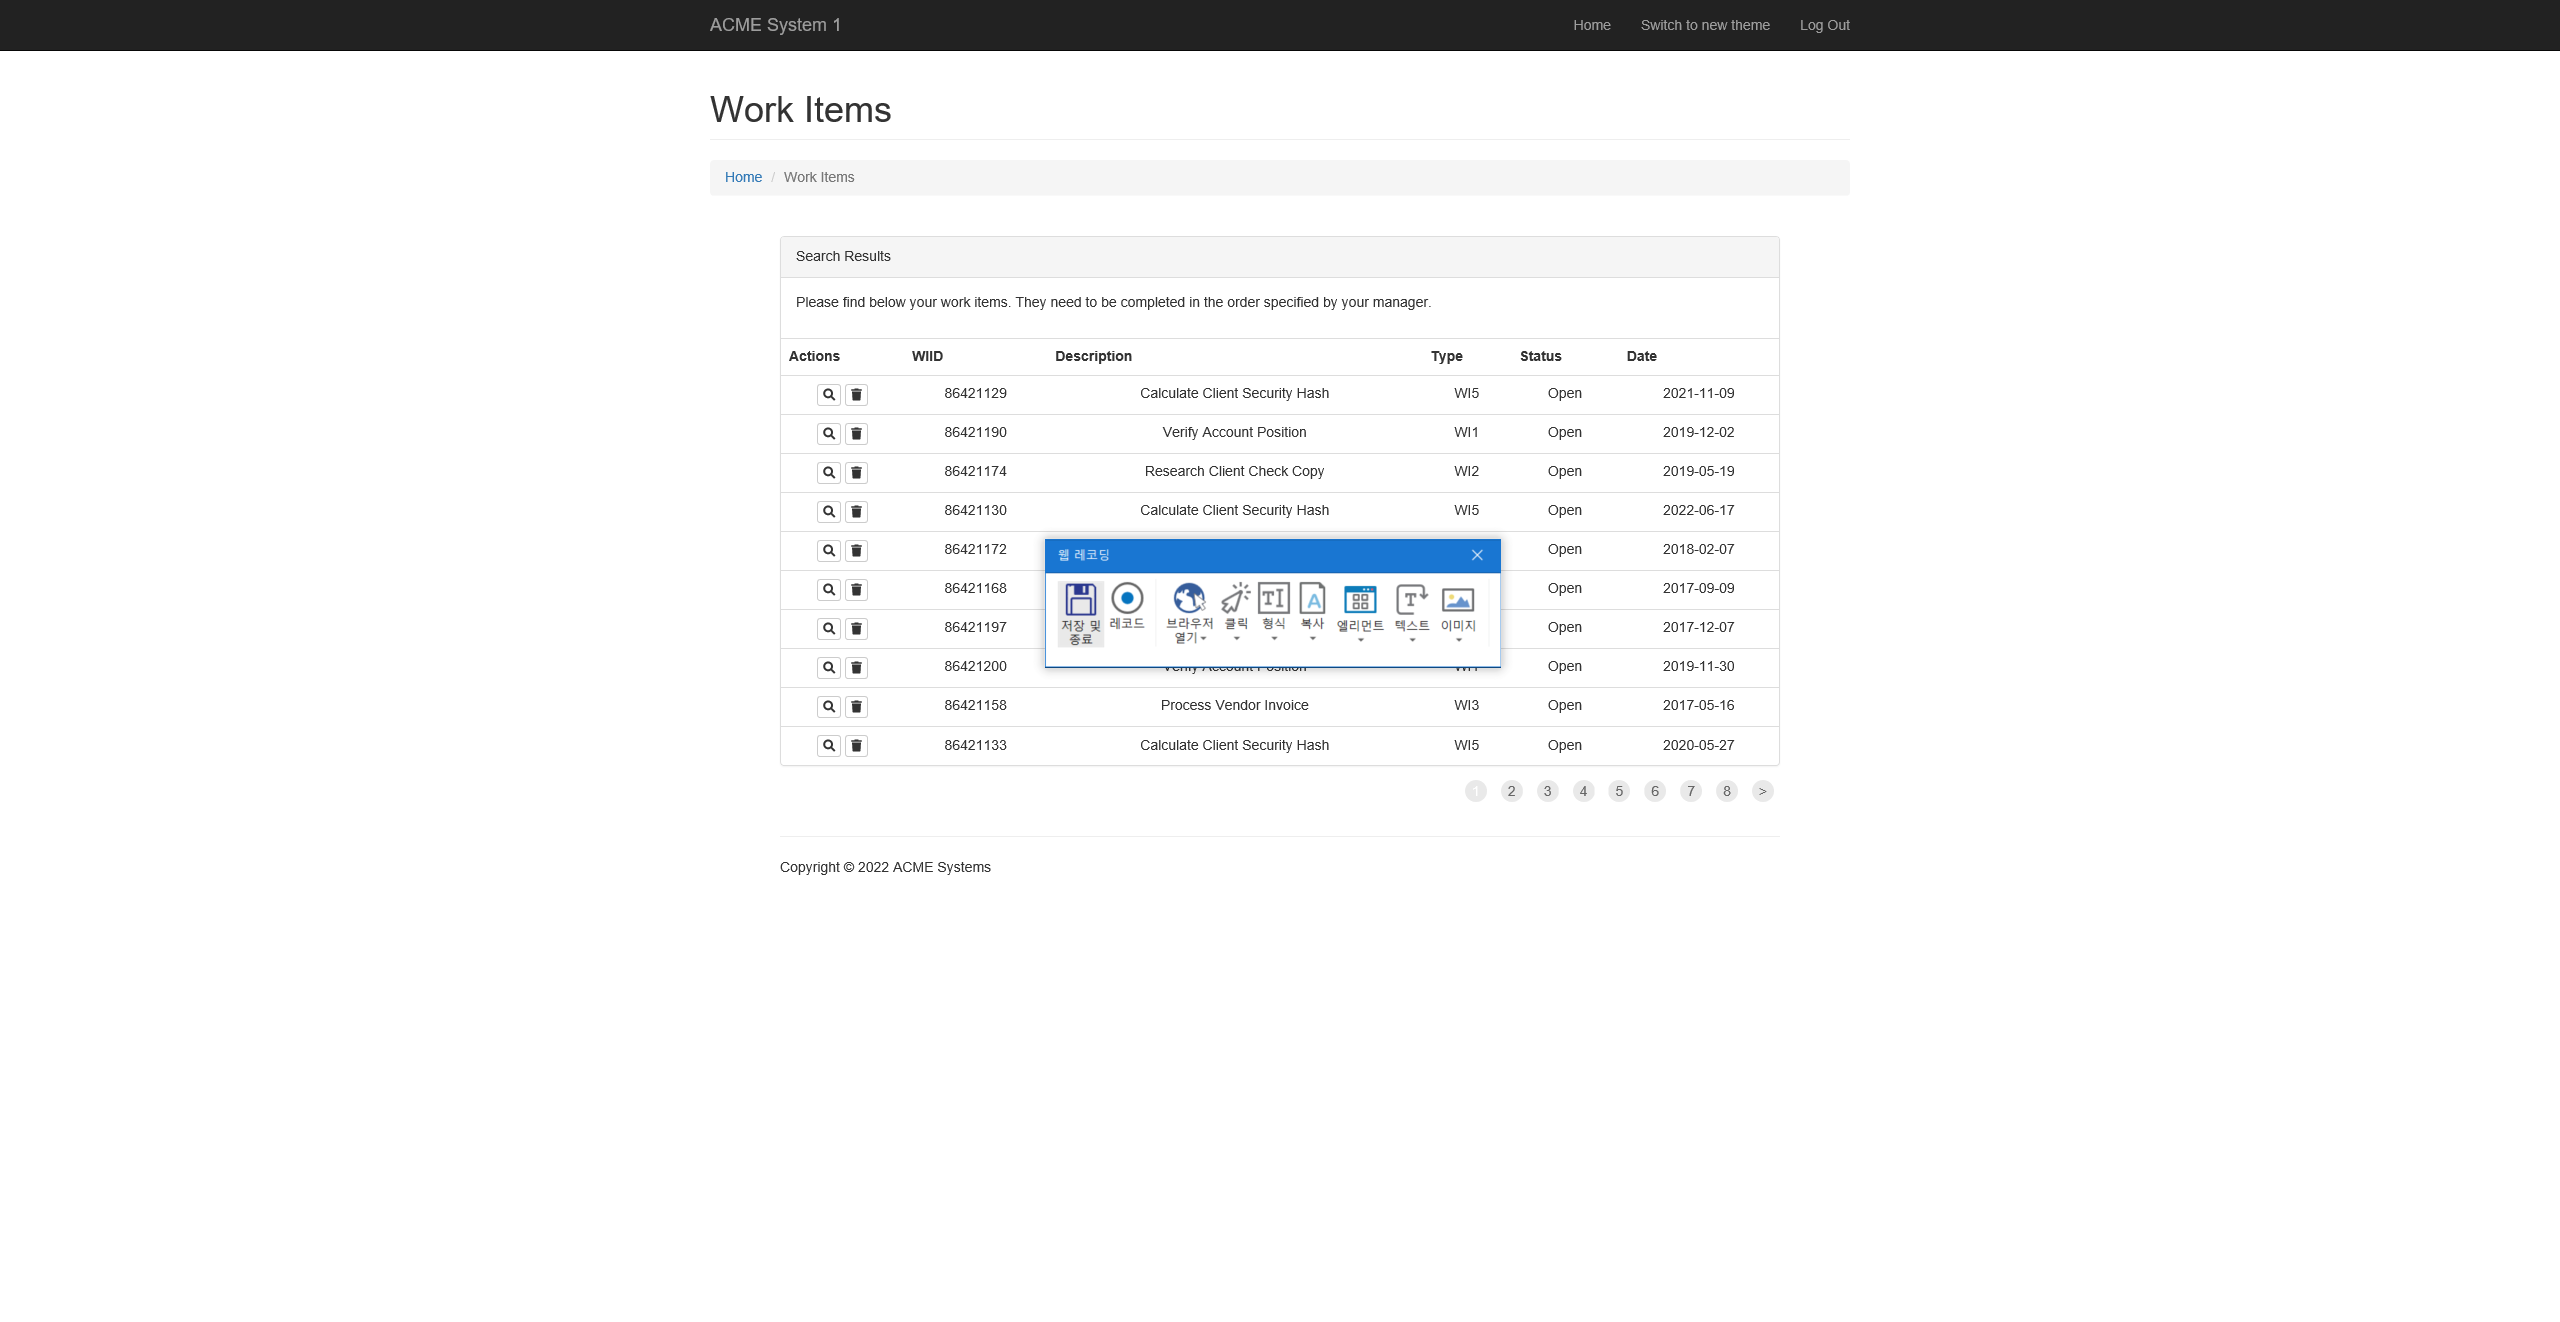 ACME System 1 Home Switch to new theme Log Out
Work Items
Home / Work Items
Search Results
Please find below your work items. They need to be completed in the order specified by your manager.
Actions WIID Description Type Status Date
86421129 Calculate Client Security Hash WI5 Open 2021-11-09
86421190 Verify Account Position WI1 Open 2019-12-02
86421174 Research Client Check Copy WI2 Open 2019-05-19
86421130 Calculate Client Security Hash WI5 Open 2022-06-17
86421172 Open 2018-02-07
86421168 Open 2017-09-09
86421197 Open 2017-12-07
86421200 Verify Account Position WI1 Open 2019-11-30
86421158 Process Vendor Invoice WI3 Open 2017-05-16
86421133 Calculate Client Security Hash WI5 Open 2020-05-27
웹 레코딩
저장 및 종료
레코드
브라우저 열기
클릭
형식
복사
엘리먼트
텍스트
이미지
1 2 3 4 5 6 7 8 >
Copyright © 2022 ACME Systems